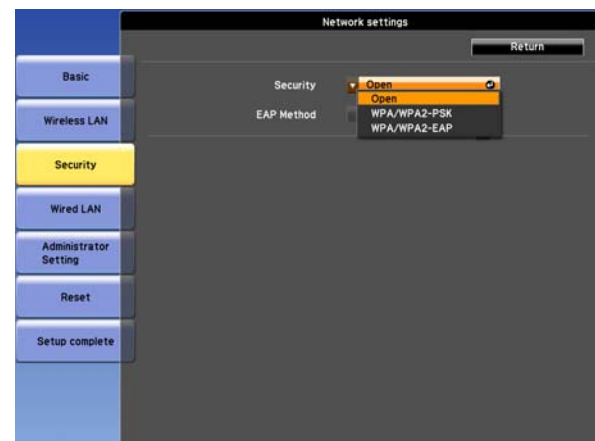 Network settings
Return
Basic
Wireless LAN
Security
Wired LAN
Administrator
Setting
Reset
Setup complete
Security
Open
Open
WPA/WPA2-PSK
WPA/WPA2-EAP
EAP Method